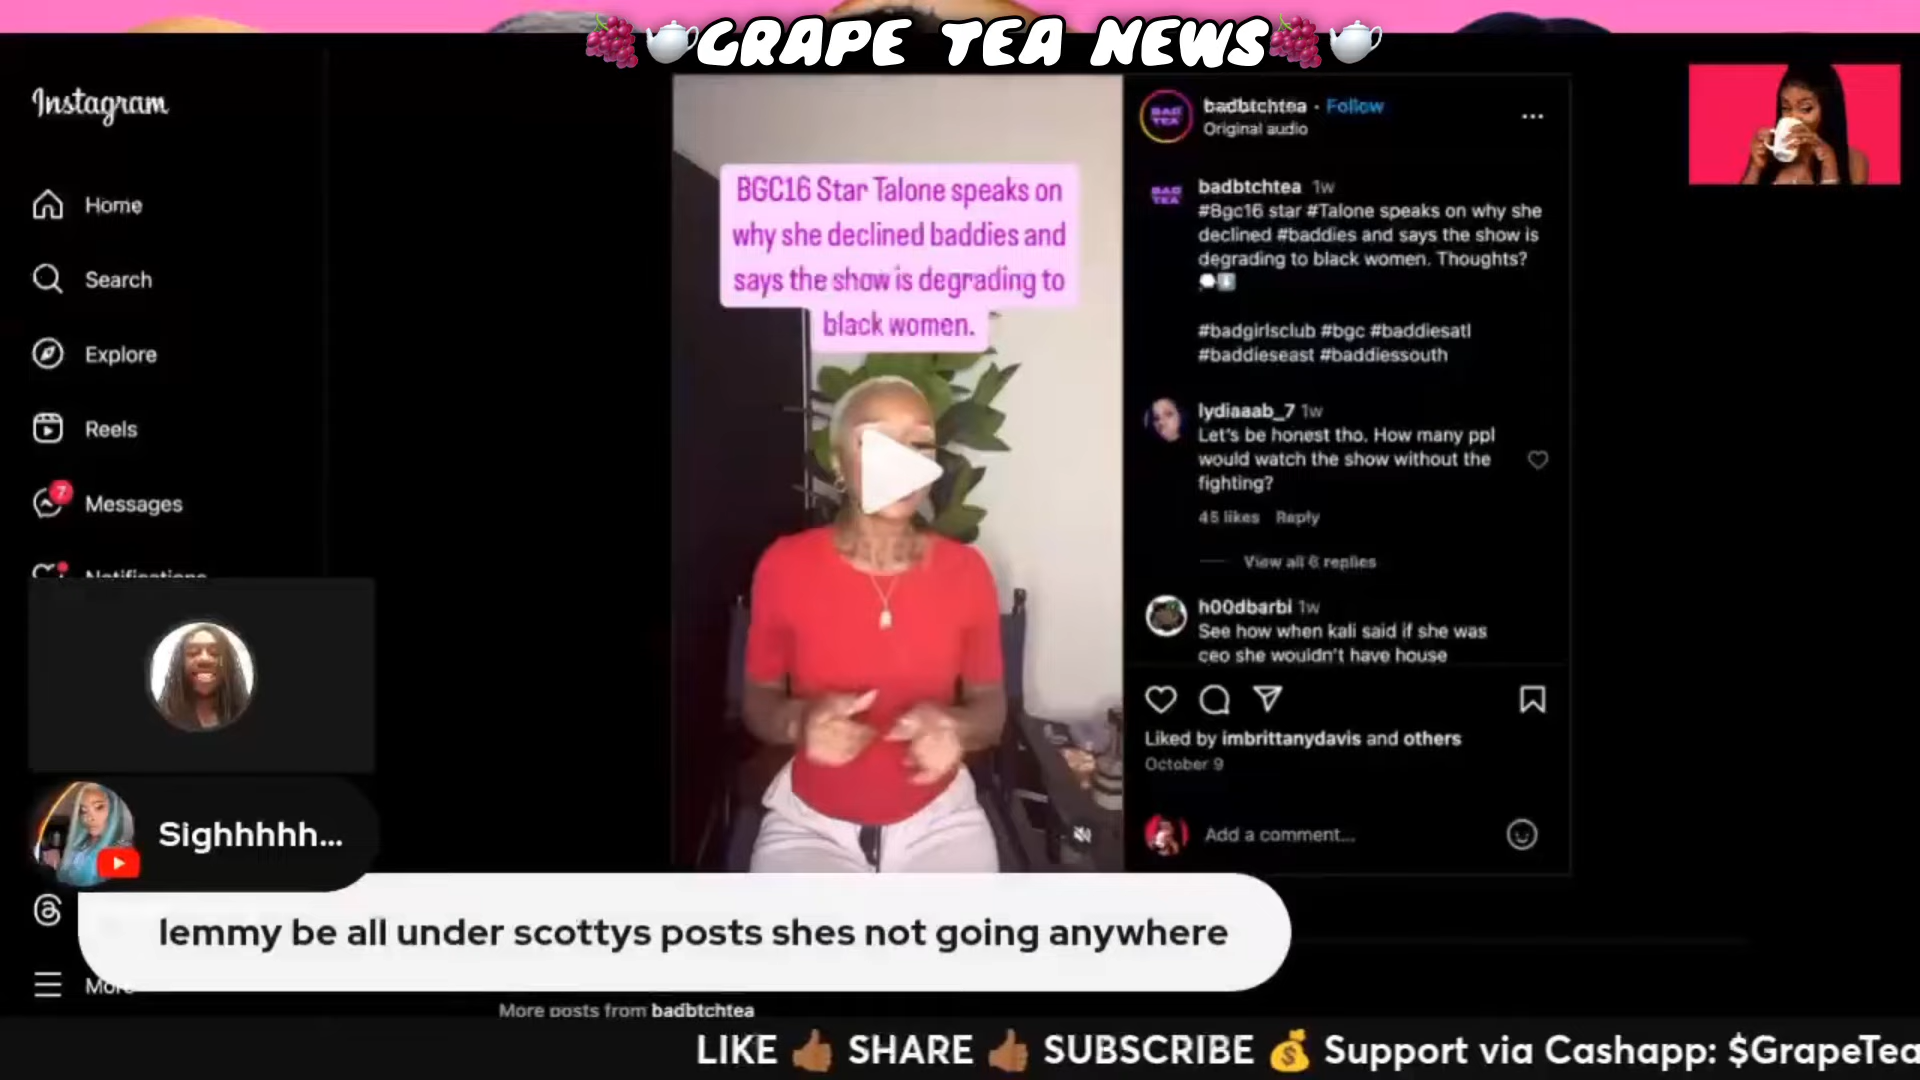 GRAPE TEA NEWS
Instagram
Home
Search
Explore
Reels
7
Messages
Notifications
More
BGC16 Star Talone speaks on
why she declined baddies and
says the show is degrading to
black women.
badbtchtea • Follow
Original audio
BAD
TEA
badbtchtea 1w
#Bgc16 star #Talone speaks on why she
declined #baddies and says the show is
degrading to black women. Thoughts?
#badgirlsclub #bgc #baddiesatl
#baddieseast #baddiessouth
lydiaaab_7 1w
Let's be honest tho. How many ppl
would watch the show without the
fighting?
45 likes Reply
View all 6 replies
h00dbarbi 1w
See how when kali said if she was
ceo she wouldn't have house
Liked by imbrittanydavis and others
October 9
Add a comment...
Sighhhhh...
lemmy be all under scottys posts shes not going anywhere
More posts from badbtchtea
LIKE 👍🏾 SHARE 👍🏾 SUBSCRIBE 💰 Support via Cashapp: $GrapeTea